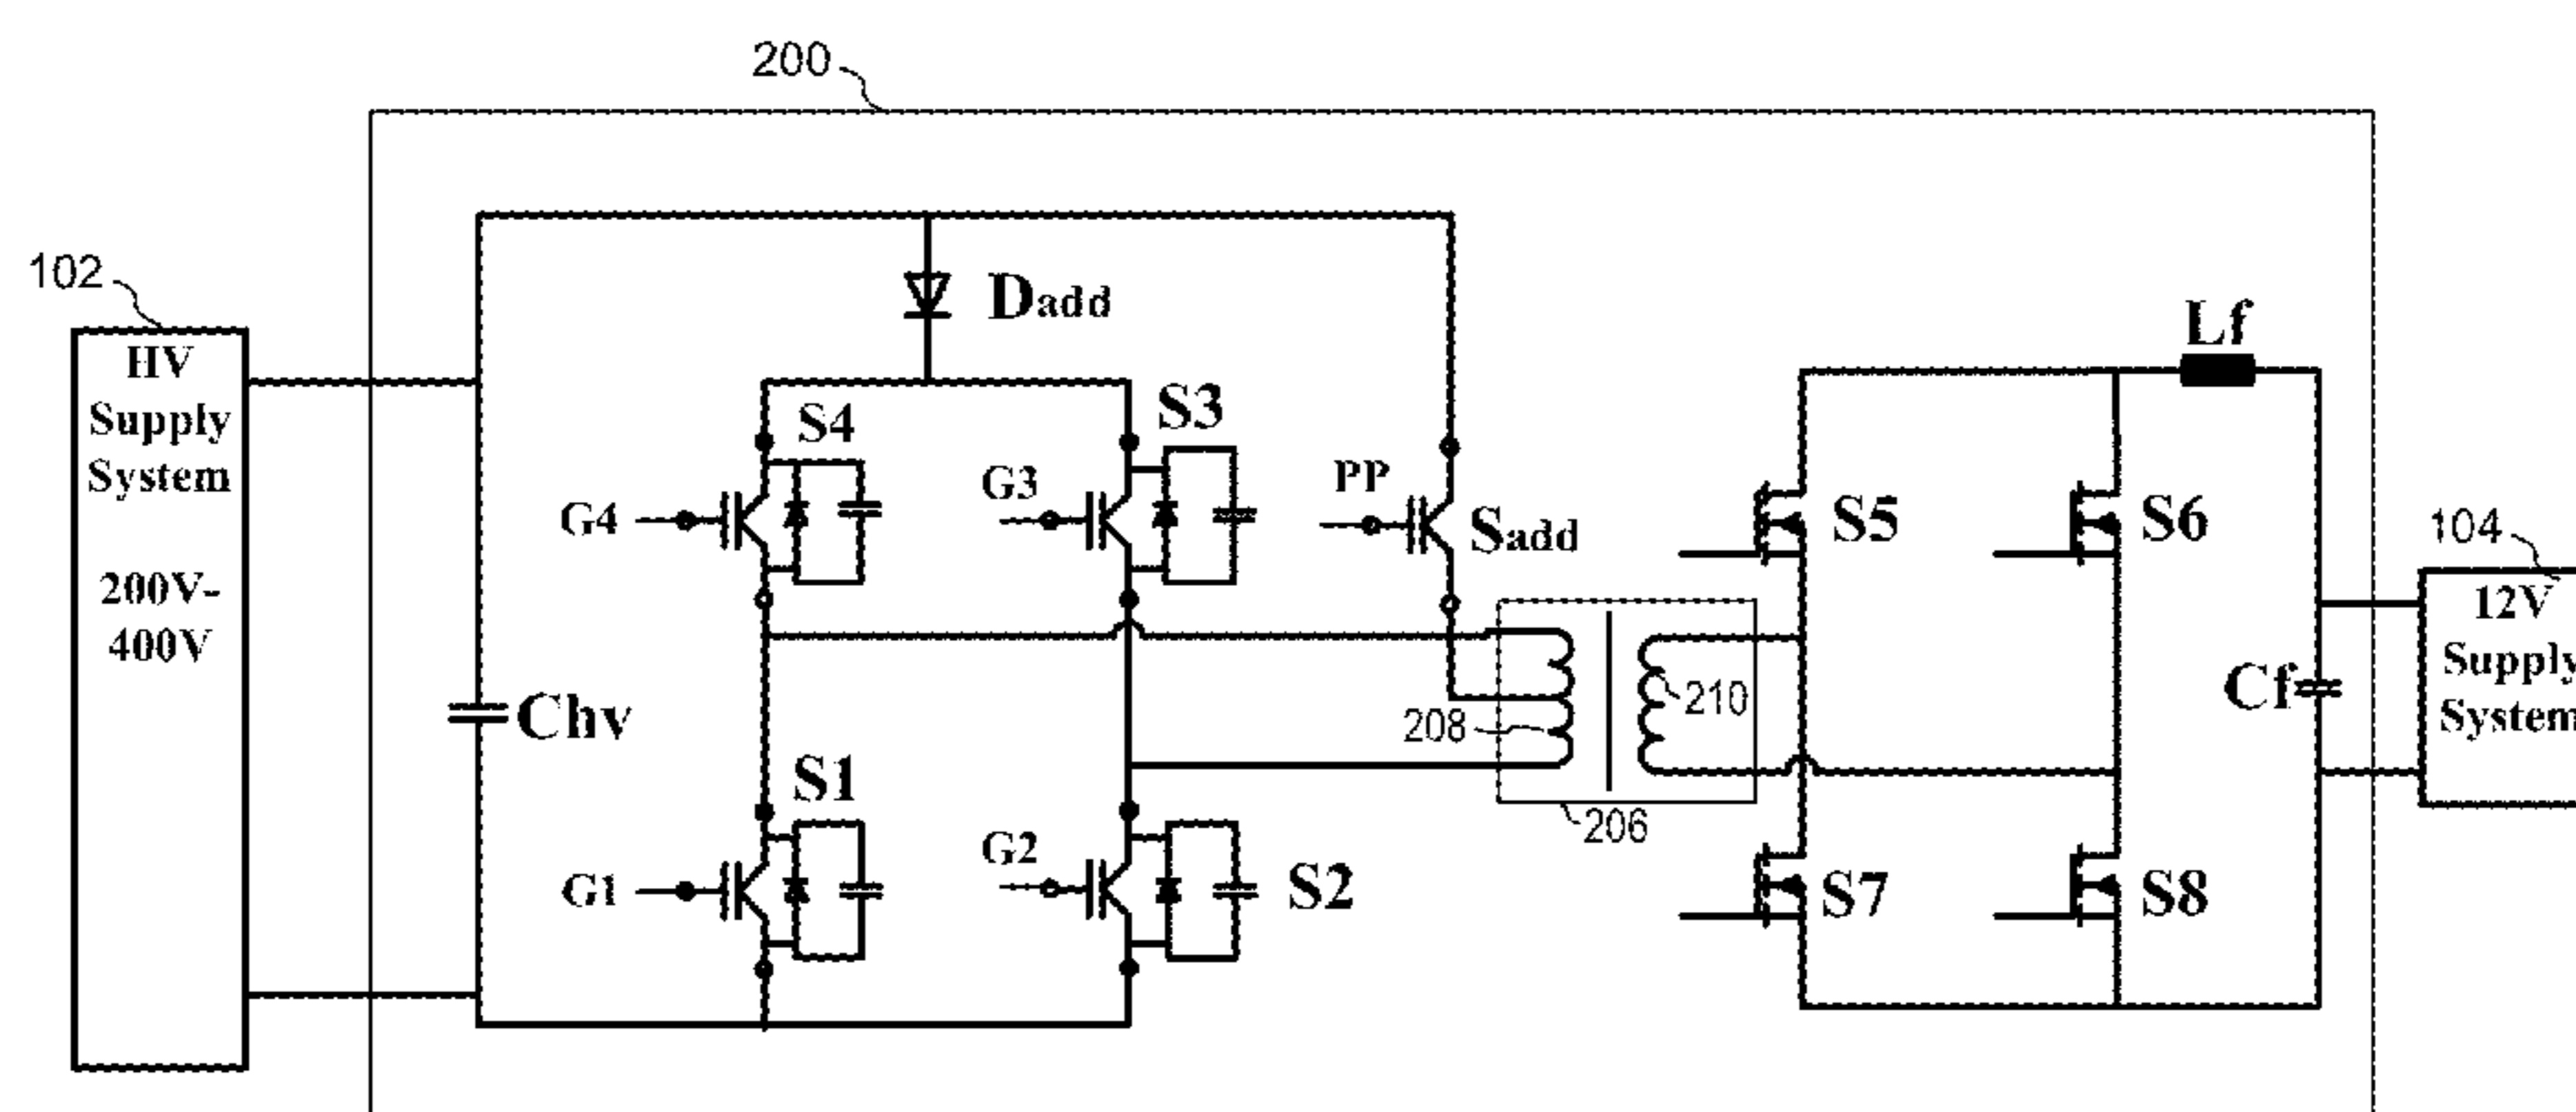 200
102
HV
Supply
System
200V-
400V
Dadd
Lf
S4
S3
G4
G3
PP
Sadd
S5
S6
104
12V
Supply
System
Chv
208
210
Cf
206
S1
G1
G2
S2
S7
S8